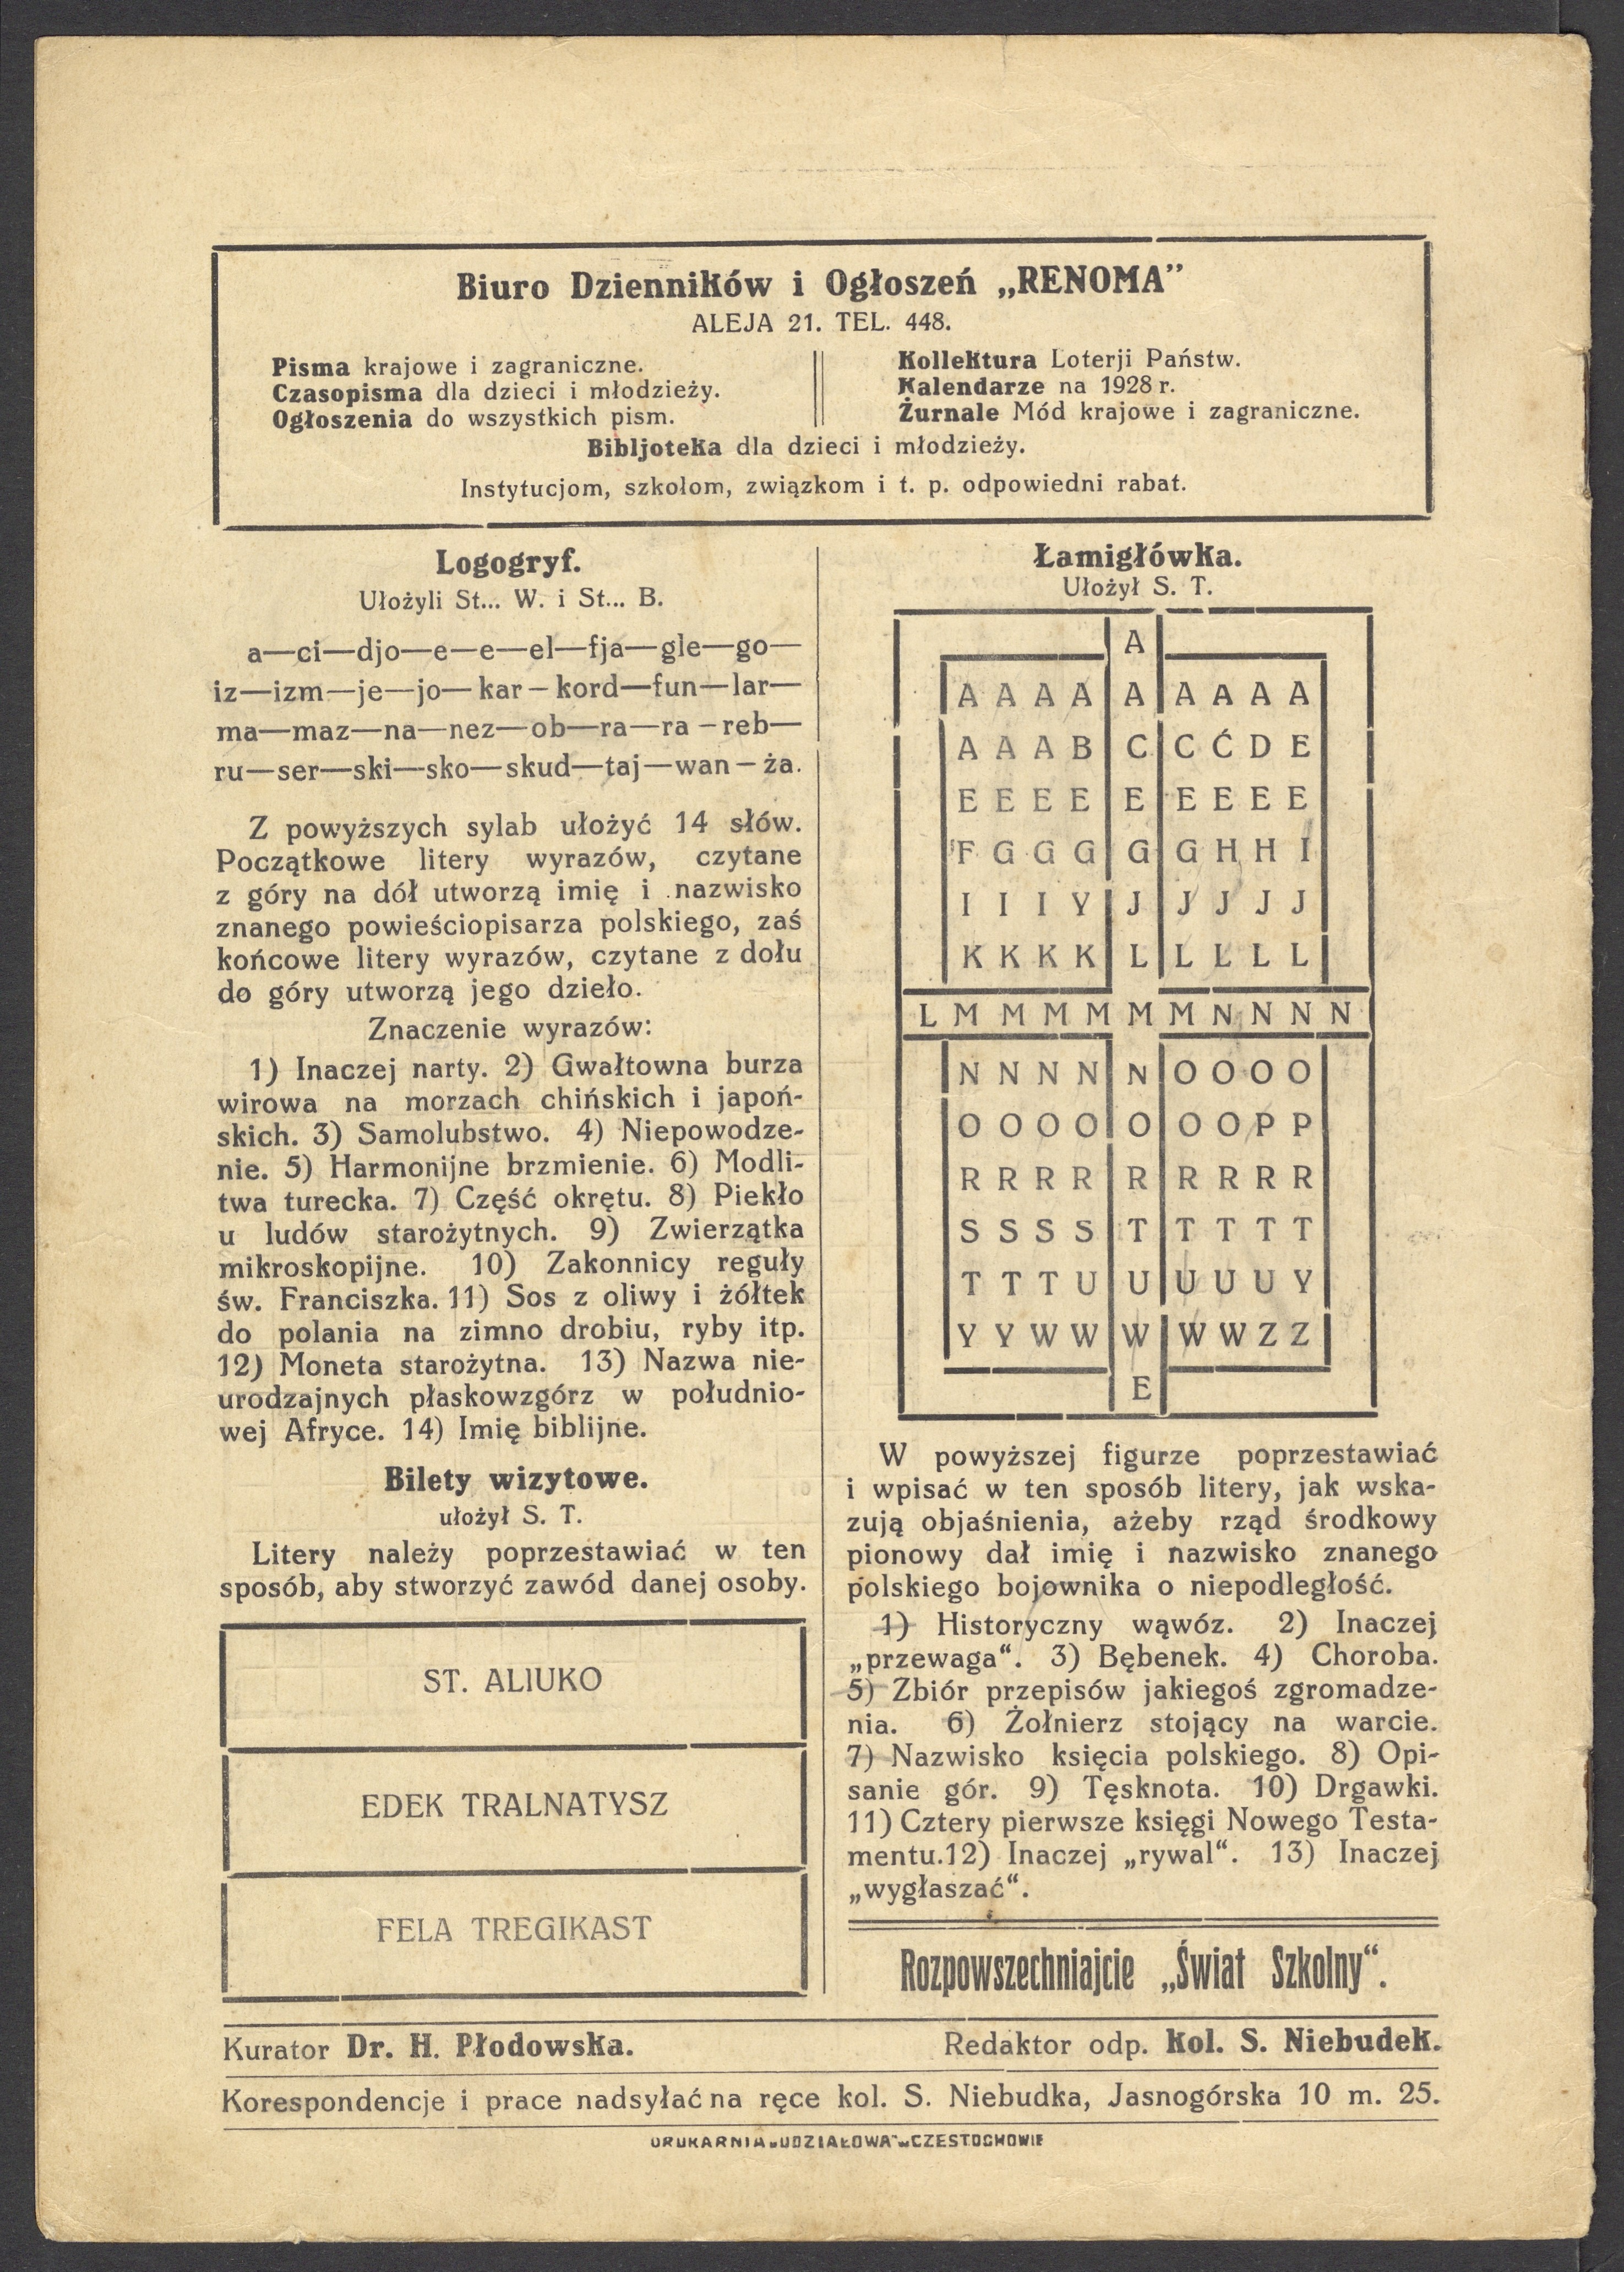 Biuro Dzienników i Ogłoszeń „RENOMA”
ALEJA 21. TEL. 448.
Pisma krajowe i zagraniczne.
Czasopisma dla dzieci i młodzieży.
Ogłoszenia do wszystkich pism.
Kollektura Loterji Państw.
Kalendarze na 1928 r.
Żurnale Mód krajowe i zagraniczne.
Bibljoteka dla dzieci i młodzieży.
Instytucjom, szkołom, związkom i t. p. odpowiedni rabat.
Logogryf.
Ułożyli St... W. i St... B.
a—ci—djo—e—e—el—fja—gle—go—
iz—izm—je—jo—kar—kord—fun—lar—
ma—maz—na—nez—ob—ra—ra—reb—
ru—ser—ski—sko—skud—taj—wan—ża.
Z powyższych sylab ułożyć 14 słów.
Początkowe litery wyrazów, czytane
z góry na dół utworzą imię i nazwisko
znanego powieściopisarza polskiego, zaś
końcowe litery wyrazów, czytane z dołu
do góry utworzą jego dzieło.
Znaczenie wyrazów:
1) Inaczej narty. 2) Gwałtowna burza
wirowa na morzach chińskich i japoń-
skich. 3) Samolubstwo. 4) Niepowodze-
nie. 5) Harmonijne brzmienie. 6) Modli-
twa turecka. 7) Część okrętu. 8) Piekło
u ludów starożytnych. 9) Zwierzątka
mikroskopijne. 10) Zakonnicy reguły
św. Franciszka. 11) Sos z oliwy i żółtek
do polania na zimno drobiu, ryby itp.
12) Moneta starożytna. 13) Nazwa nie-
urodzajnych płaskowzgórz w południo-
wej Afryce. 14) Imię biblijne.
Bilety wizytowe.
ułożył S. T.
Litery należy poprzestawiać w ten
sposób, aby stworzyć zawód danej osoby.
ST. ALIUKO
EDEK TRALNATYSZ
FELA TREGIKAST
Łamigłówka.
Ułożył S. T.
A
A A A A A A A A A
A A A B C C Ć D E
E E E E E E E E E
F G G G G G H H I
I I I Y J J J J J
K K K K L L L L L
L M M M M M M N N N N
N N N N N O O O O
O O O O O O O P P
R R R R R R R R R
S S S S T T T T T
T T T U U U U U Y
Y Y W W W W W Z Z
E
W powyższej figurze poprzestawiać
i wpisać w ten sposób litery, jak wska-
zują objaśnienia, ażeby rząd środkowy
pionowy dał imię i nazwisko znanego
polskiego bojownika o niepodległość.
1) Historyczny wąwóz. 2) Inaczej
„przewaga“. 3) Bębenek. 4) Choroba.
5) Zbiór przepisów jakiegoś zgromadze-
nia. 6) Żołnierz stojący na warcie.
7) Nazwisko księcia polskiego. 8) Opi-
sanie gór. 9) Tęsknota. 10) Drgawki.
11) Cztery pierwsze księgi Nowego Testa-
mentu. 12) Inaczej „rywal“. 13) Inaczej
„wygłaszać“.
Rozpowszechniajcie „Świat Szkolny“.
Kurator Dr. H. Płodowska.
Redaktor odp. Kol. S. Niebudek.
Korespondencje i prace nadsyłać na ręce kol. S. Niebudka, Jasnogórska 10 m. 25.
DRUKARNIA „UDZIAŁOWA” w CZESTOCHOWIE